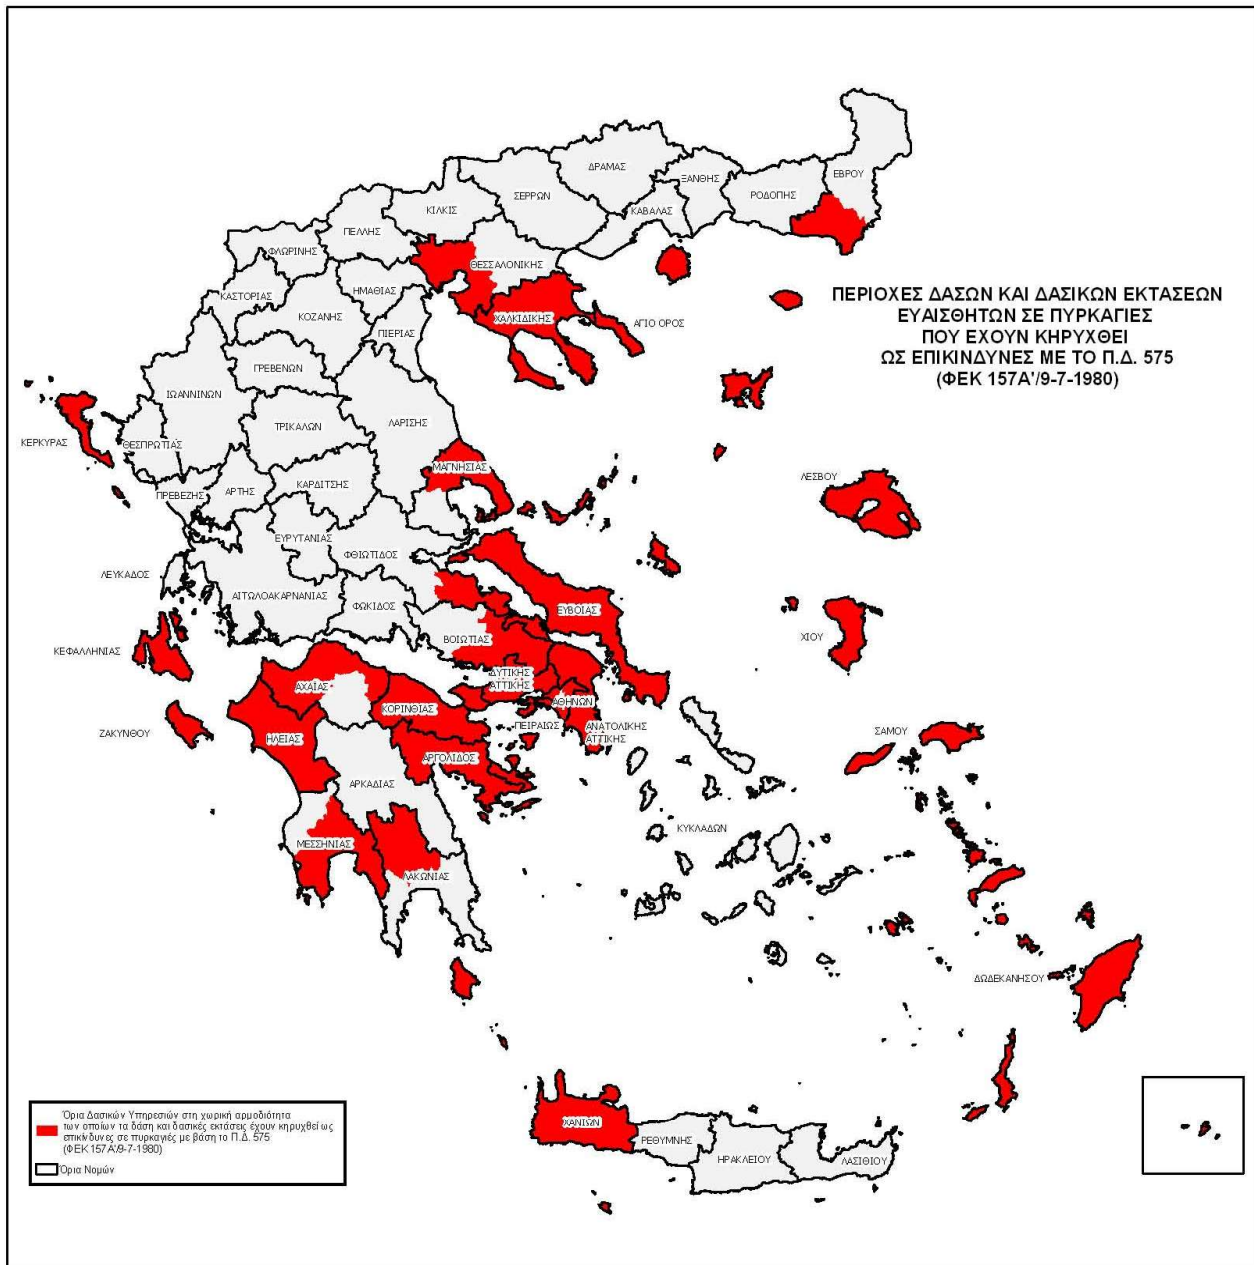 ΔΡΑΜΑΣ
ΞΑΝΘΗΣ
ΕΒΡΟΥ
ΡΟΔΟΠΗΣ
ΣΕΡΡΩΝ
ΚΑΒΑΛΑΣ
ΚΙΛΚΙΣ
ΠΕΛΛΗΣ
ΦΛΩΡΙΝΗΣ
ΘΕΣΣΑΛΟΝΙΚΗΣ
ΚΑΣΤΟΡΙΑΣ
ΗΜΑΘΙΑΣ
ΚΟΖΑΝΗΣ
ΧΑΛΚΙΔΙΚΗΣ
ΑΓΙΟ ΟΡΟΣ
ΠΙΕΡΙΑΣ
ΠΕΡΙΟΧΕΣ ΔΑΣΩΝ ΚΑΙ ΔΑΣΙΚΩΝ ΕΚΤΑΣΕΩΝ
ΕΥΑΙΣΘΗΤΩΝ ΣΕ ΠΥΡΚΑΓΙΕΣ
ΠΟΥ ΕΧΟΥΝ ΚΗΡΥΧΘΕΙ
ΩΣ ΕΠΙΚΙΝΔΥΝΕΣ ΜΕ ΤΟ Π.Δ. 575
(ΦΕΚ 157Α'/9-7-1980)
ΓΡΕΒΕΝΩΝ
ΙΩΑΝΝΙΝΩΝ
ΤΡΙΚΑΛΩΝ
ΛΑΡΙΣΗΣ
ΚΕΡΚΥΡΑΣ
ΘΕΣΠΡΩΤΙΑΣ
ΜΑΓΝΗΣΙΑΣ
ΛΕΣΒΟΥ
ΠΡΕΒΕΖΗΣ
ΑΡΤΗΣ
ΚΑΡΔΙΤΣΗΣ
ΕΥΡΥΤΑΝΙΑΣ
ΦΘΙΩΤΙΔΟΣ
ΛΕΥΚΑΔΟΣ
ΑΙΤΩΛΟΑΚΑΡΝΑΝΙΑΣ
ΦΩΚΙΔΟΣ
ΕΥΒΟΙΑΣ
ΒΟΙΩΤΙΑΣ
ΧΙΟΥ
ΚΕΦΑΛΛΗΝΙΑΣ
ΔΥΤΙΚΗΣ
ΑΤΤΙΚΗΣ
ΑΧΑΪΑΣ
ΑΘΗΝΩΝ
ΚΟΡΙΝΘΙΑΣ
ΠΕΙΡΑΙΩΣ
ΑΝΑΤΟΛΙΚΗΣ
ΑΤΤΙΚΗΣ
ΖΑΚΥΝΘΟΥ
ΗΛΕΙΑΣ
ΣΑΜΟΥ
ΑΡΓΟΛΙΔΟΣ
ΑΡΚΑΔΙΑΣ
ΚΥΚΛΑΔΩΝ
ΜΕΣΣΗΝΙΑΣ
ΛΑΚΩΝΙΑΣ
ΔΩΔΕΚΑΝΗΣΟΥ
ΧΑΝΙΩΝ
ΡΕΘΥΜΝΗΣ
ΗΡΑΚΛΕΙΟΥ
ΛΑΣΙΘΙΟΥ
Όρια Δασικών Υπηρεσιών στη χωρική αρμοδιότητα
των οποίων τα δάση και δασικές εκτάσεις έχουν κηρυχθεί ως
επικίνδυνες σε πυρκαγιές με βάση το Π.Δ. 575
(ΦΕΚ 157Α'/9-7-1980)
Όρια Νομών